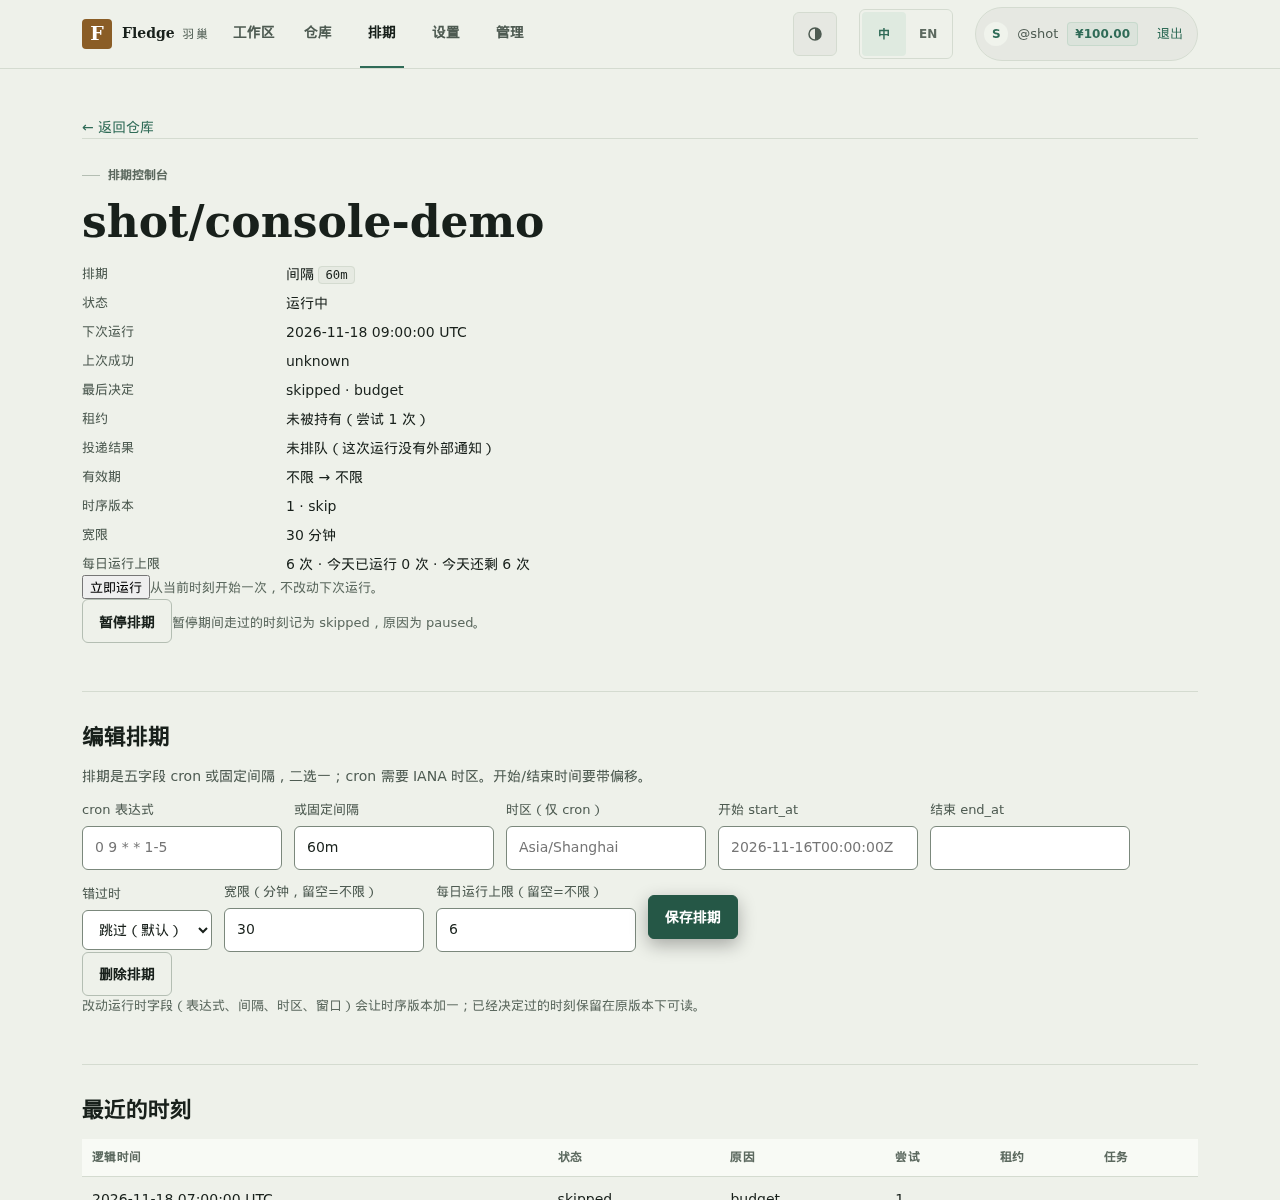 F Fledge 羽巢 工作区 仓库 排期 设置 管理 中 EN S @shot ¥100.00 退出
← 返回仓库
排期控制台
shot/console-demo
排期 间隔 60m
状态 运行中
下次运行 2026-11-18 09:00:00 UTC
上次成功 unknown
最后决定 skipped · budget
租约 未被持有（尝试 1 次）
投递结果 未排队（这次运行没有外部通知）
有效期 不限 → 不限
时序版本 1 · skip
宽限 30 分钟
每日运行上限 6 次 · 今天已运行 0 次 · 今天还剩 6 次
立即运行 从当前时刻开始一次，不改动下次运行。
暂停排期 暂停期间走过的时刻记为 skipped，原因为 paused。
编辑排期
排期是五字段 cron 或固定间隔，二选一；cron 需要 IANA 时区。开始/结束时间要带偏移。
cron 表达式 或固定间隔 时区（仅 cron） 开始 start_at 结束 end_at
0 9 * * 1-5 60m Asia/Shanghai 2026-11-16T00:00:00Z
错过时 宽限（分钟，留空=不限） 每日运行上限（留空=不限）
跳过（默认） 30 6 保存排期
删除排期
改动运行时字段（表达式、间隔、时区、窗口）会让时序版本加一；已经决定过的时刻保留在原版本下可读。
最近的时刻
逻辑时间 状态 原因 尝试 租约 任务
2026-11-18 07:00:00 UTC skipped budget 1